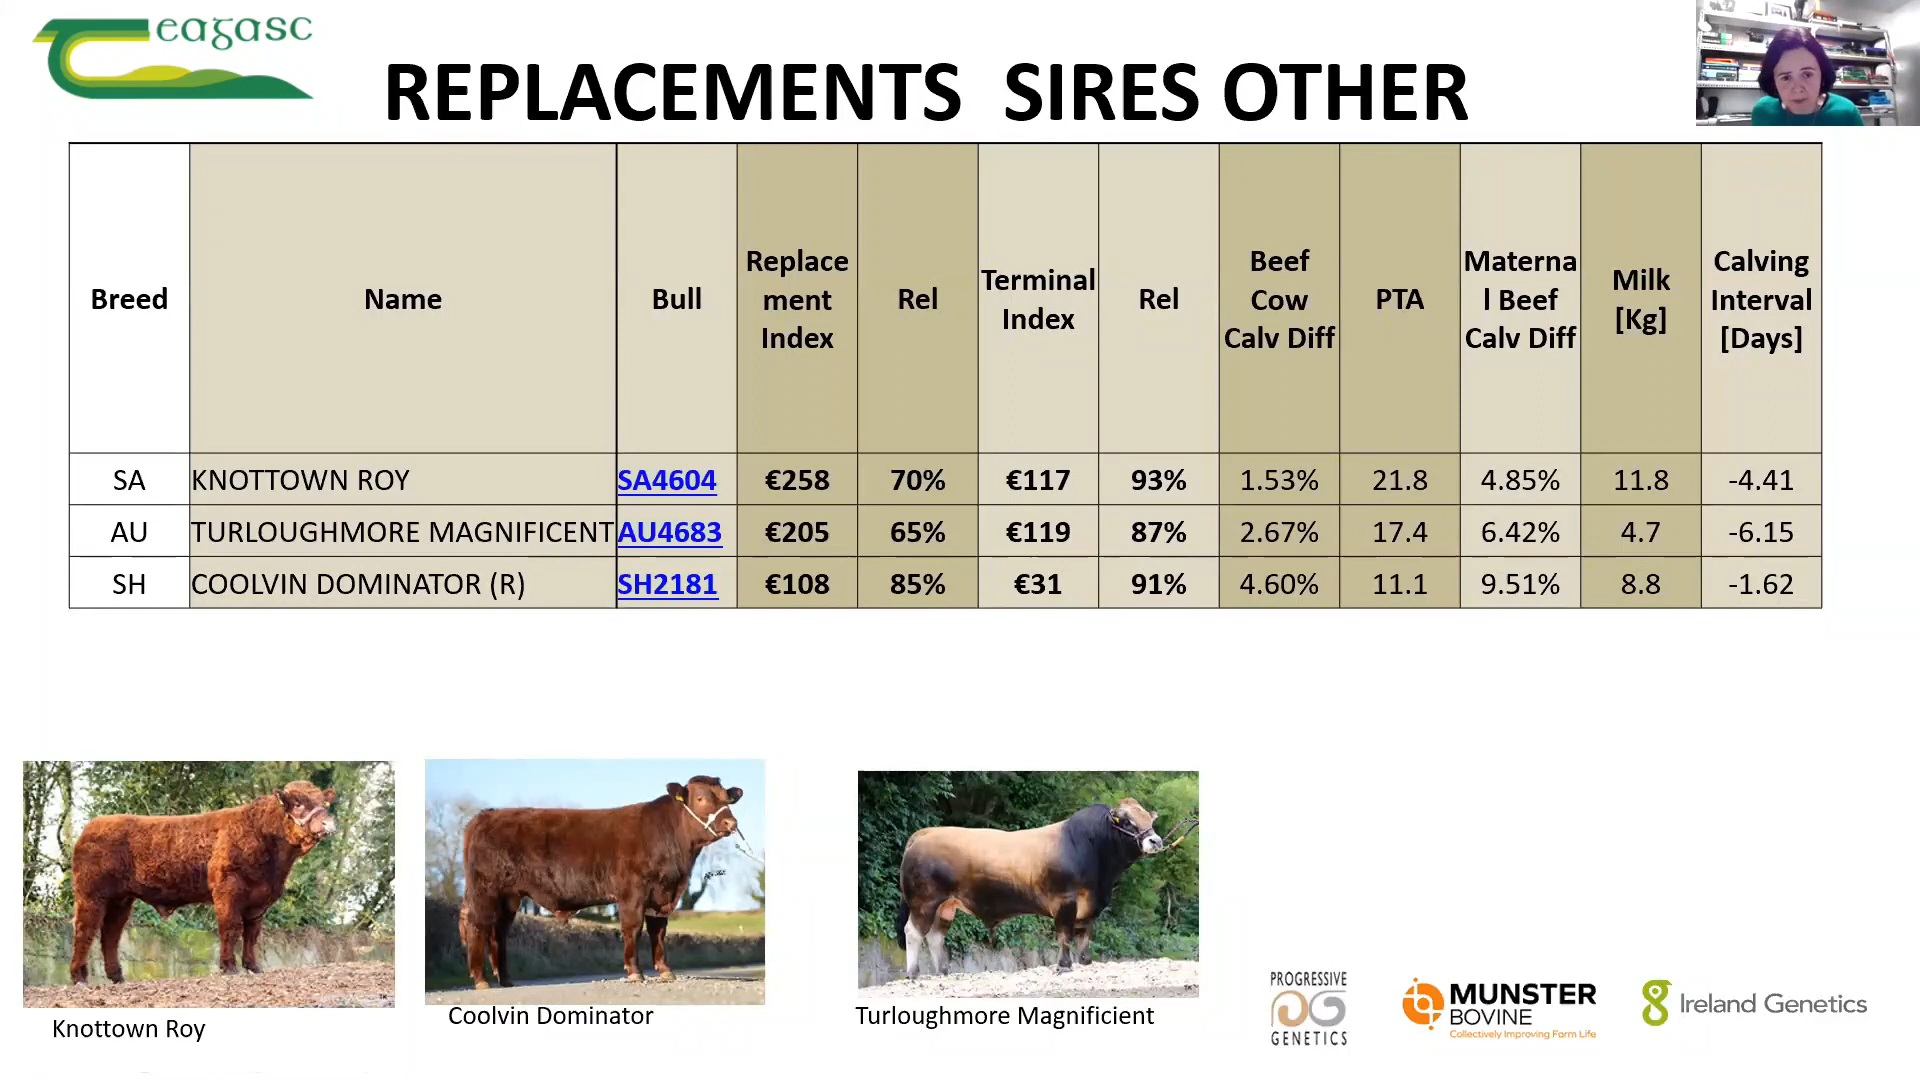 eagasc
REPLACEMENTS SIRES OTHER
Breed Name Bull Replace ment Index Rel Terminal Index Rel Beef Cow Calv Diff PTA Materna l Beef Calv Diff Milk [Kg] Calving Interval [Days]
SA KNOTTOWN ROY SA4604 €258 70% €117 93% 1.53% 21.8 4.85% 11.8 -4.41
AU TURLOUGHMORE MAGNIFICENT AU4683 €205 65% €119 87% 2.67% 17.4 6.42% 4.7 -6.15
SH COOLVIN DOMINATOR (R) SH2181 €108 85% €31 91% 4.60% 11.1 9.51% 8.8 -1.62
Knottown Roy
Coolvin Dominator
Turloughmore Magnificient
PROGRESSIVE
GENETICS
MUNSTER
BOVINE
Collectively Improving Farm Life
Ireland Genetics